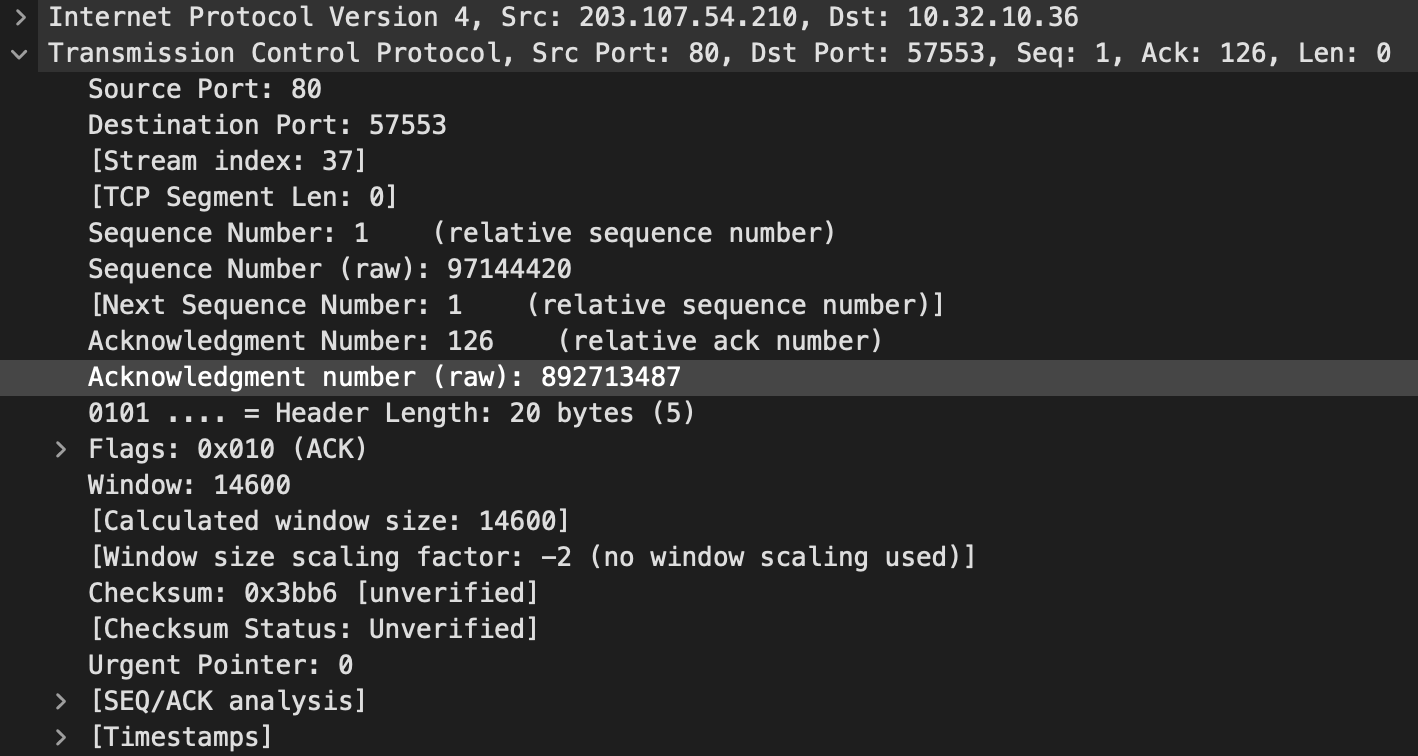 Internet Protocol Version 4, Src: 203.107.54.210, Dst: 10.32.10.36
Transmission Control Protocol, Src Port: 80, Dst Port: 57553, Seq: 1, Ack: 126, Len: 0
Source Port: 80
Destination Port: 57553
[Stream index: 37]
[TCP Segment Len: 0]
Sequence Number: 1    (relative sequence number)
Sequence Number (raw): 97144420
[Next Sequence Number: 1    (relative sequence number)]
Acknowledgment Number: 126    (relative ack number)
Acknowledgment number (raw): 892713487
0101 .... = Header Length: 20 bytes (5)
Flags: 0x010 (ACK)
Window: 14600
[Calculated window size: 14600]
[Window size scaling factor: -2 (no window scaling used)]
Checksum: 0x3bb6 [unverified]
[Checksum Status: Unverified]
Urgent Pointer: 0
[SEQ/ACK analysis]
[Timestamps]